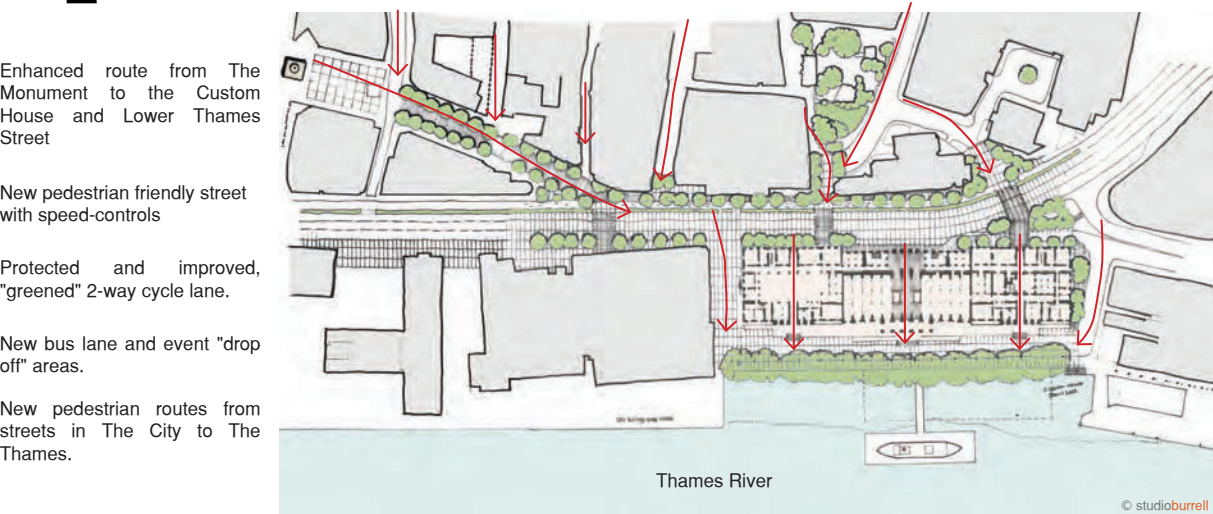 Enhanced route from The
Monument to the Custom
House and Lower Thames
Street
New pedestrian friendly street
with speed-controls
Protected and improved,
"greened" 2-way cycle lane.
New bus lane and event "drop
off" areas.
New pedestrian routes from
streets in The City to The
Thames.
Thames River
© studioburrell